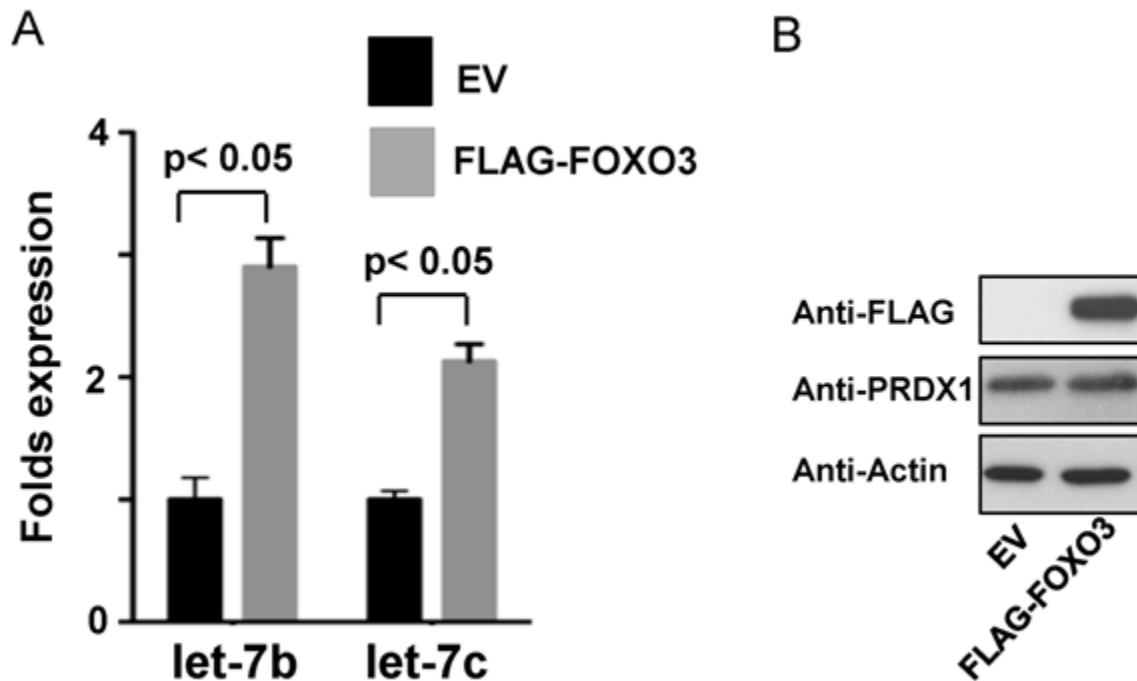 A
EV
FLAG-FOXO3
4
p< 0.05
p< 0.05
2
0
Folds expression
let-7b
let-7c
B
Anti-FLAG
Anti-PRDX1
Anti-Actin
EV
FLAG-FOXO3